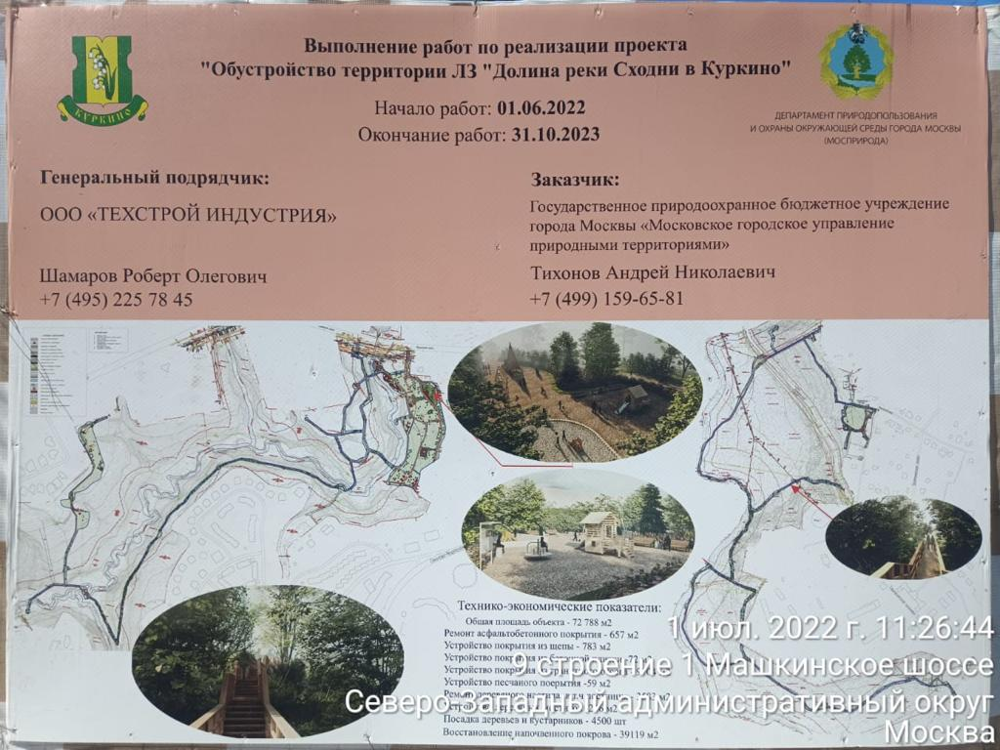 КУРКИНО
Выполнение работ по реализации проекта
"Обустройство территории ЛЗ "Долина реки Сходни в Куркино"
Начало работ: 01.06.2022
Окончание работ: 31.10.2023
ДЕПАРТАМЕНТ ПРИРОДОПОЛЬЗОВАНИЯ
И ОХРАНЫ ОКРУЖАЮЩЕЙ СРЕДЫ ГОРОДА МОСКВЫ
(МОСПРИРОДА)
Генеральный подрядчик:
ООО «ТЕХСТРОЙ ИНДУСТРИЯ»
Шамаров Роберт Олегович
+7 (495) 225 78 45
Заказчик:
Государственное природоохранное бюджетное учреждение
города Москвы «Московское городское управление
природными территориями»
Тихонов Андрей Николаевич
+7 (499) 159-65-81
Технико-экономические показатели:
Общая площадь объекта - 72 788 м2
Ремонт асфальтобетонного покрытия - 657 м2
Устройство покрытия из щепы - 783 м2
Устройство покрытия
Устройство покрытия
Устройство песчаного покрытия -59 м2
Посадка деревьев и кустарников - 4500 шт
Восстановление напочвенного покрова - 39119 м2
1 июл. 2022 г. 11:26:44
9 строение 1 Машкинское шоссе
Северо-Западный административный округ
Москва